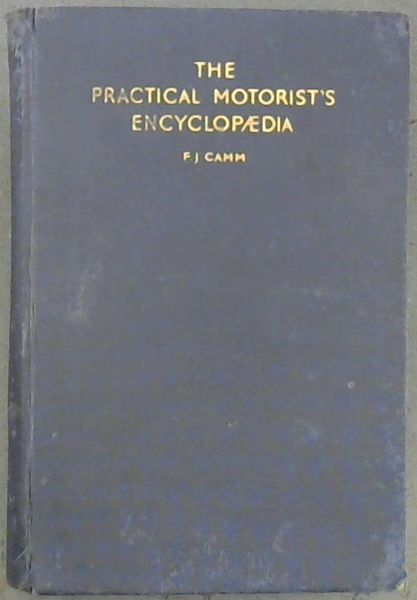 THE
PRACTICAL MOTORIST'S
ENCYCLOPÆDIA
F·J CAMM